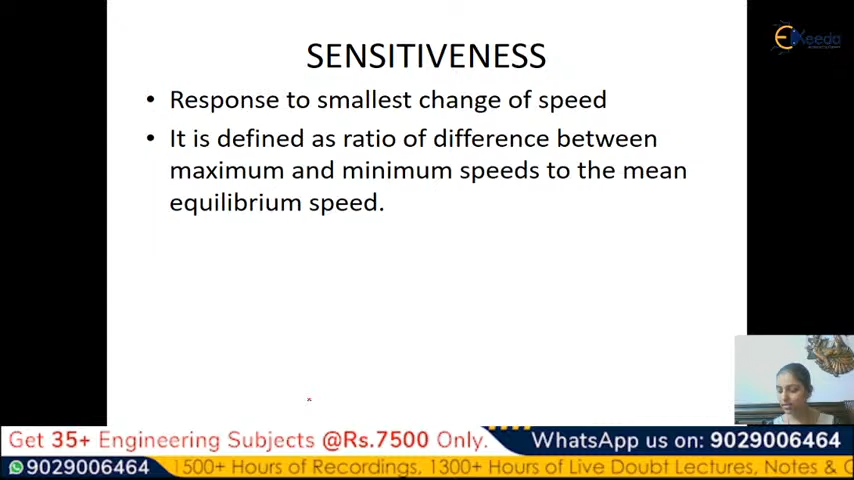 SENSITIVENESS
Ekeeda
• Response to smallest change of speed
• It is defined as ratio of difference between
maximum and minimum speeds to the mean
equilibrium speed.
Get 35+ Engineering Subjects @Rs.7500 Only.
WhatsApp us on: 9029006464
9029006464
1500+ Hours of Recordings, 1300+ Hours of Live Doubt Lectures, Notes &